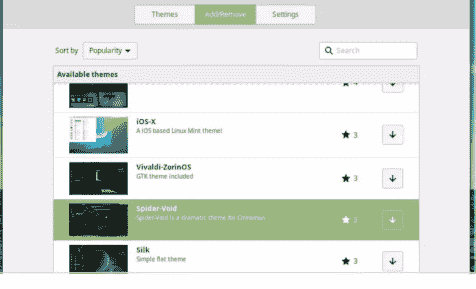 Themes
Add/Remove
Settings
Sort by
Popularity
Search
Available themes
iOS-X
A iOS based Linux Mint theme!
3
Vivaldi-ZorinOS
GTK theme included
3
Spider-Void
Spider-Void is a dramatic theme for Cinnamon
3
Silk
Simple flat theme
3